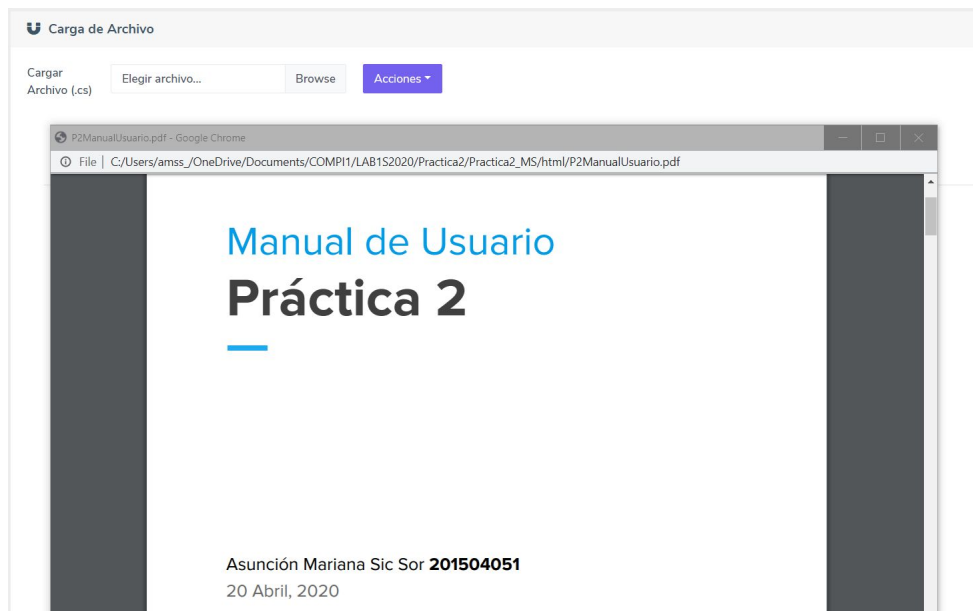 Carga de Archivo
Cargar
Archivo (.cs)
Elegir archivo...
Browse
Acciones
P2ManualUsuario.pdf - Google Chrome
File | C:/Users/amss_/OneDrive/Documents/COMPI1/LAB1S2020/Practica2/Practica2_MS/html/P2ManualUsuario.pdf
Manual de Usuario
Práctica 2
Asunción Mariana Sic Sor 201504051
20 Abril, 2020